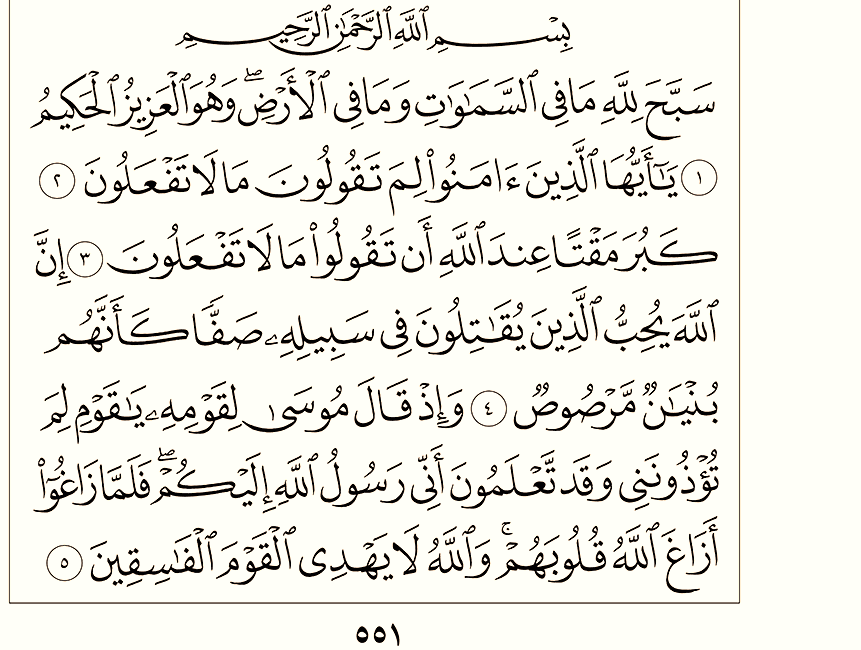 بِسْمِ ٱللَّهِ ٱلرَّحْمَٰنِ ٱلرَّحِيمِ
سَبَّحَ لِلَّهِ مَا فِى ٱلسَّمَٰوَٰتِ وَمَا فِى ٱلْأَرْضِ ۖ وَهُوَ ٱلْعَزِيزُ ٱلْحَكِيمُ
١ يَٰٓأَيُّهَا ٱلَّذِينَ ءَامَنُوا۟ لِمَ تَقُولُونَ مَا لَا تَفْعَلُونَ ٢
كَبُرَ مَقْتًا عِندَ ٱللَّهِ أَن تَقُولُوا۟ مَا لَا تَفْعَلُونَ ٣ إِنَّ
ٱللَّهَ يُحِبُّ ٱلَّذِينَ يُقَٰتِلُونَ فِى سَبِيلِهِۦ صَفًّا كَأَنَّهُم
بُنْيَٰنٌ مَّرْصُوصٌ ٤ وَإِذْ قَالَ مُوسَىٰ لِقَوْمِهِۦ يَٰقَوْمِ لِمَ
تُؤْذُونَنِى وَقَد تَّعْلَمُونَ أَنِّى رَسُولُ ٱللَّهِ إِلَيْكُمْ ۖ فَلَمَّا زَاغُوٓا۟
أَزَاغَ ٱللَّهُ قُلُوبَهُمْ ۚ وَٱللَّهُ لَا يَهْدِى ٱلْقَوْمَ ٱلْفَٰسِقِينَ ٥
٥٥١